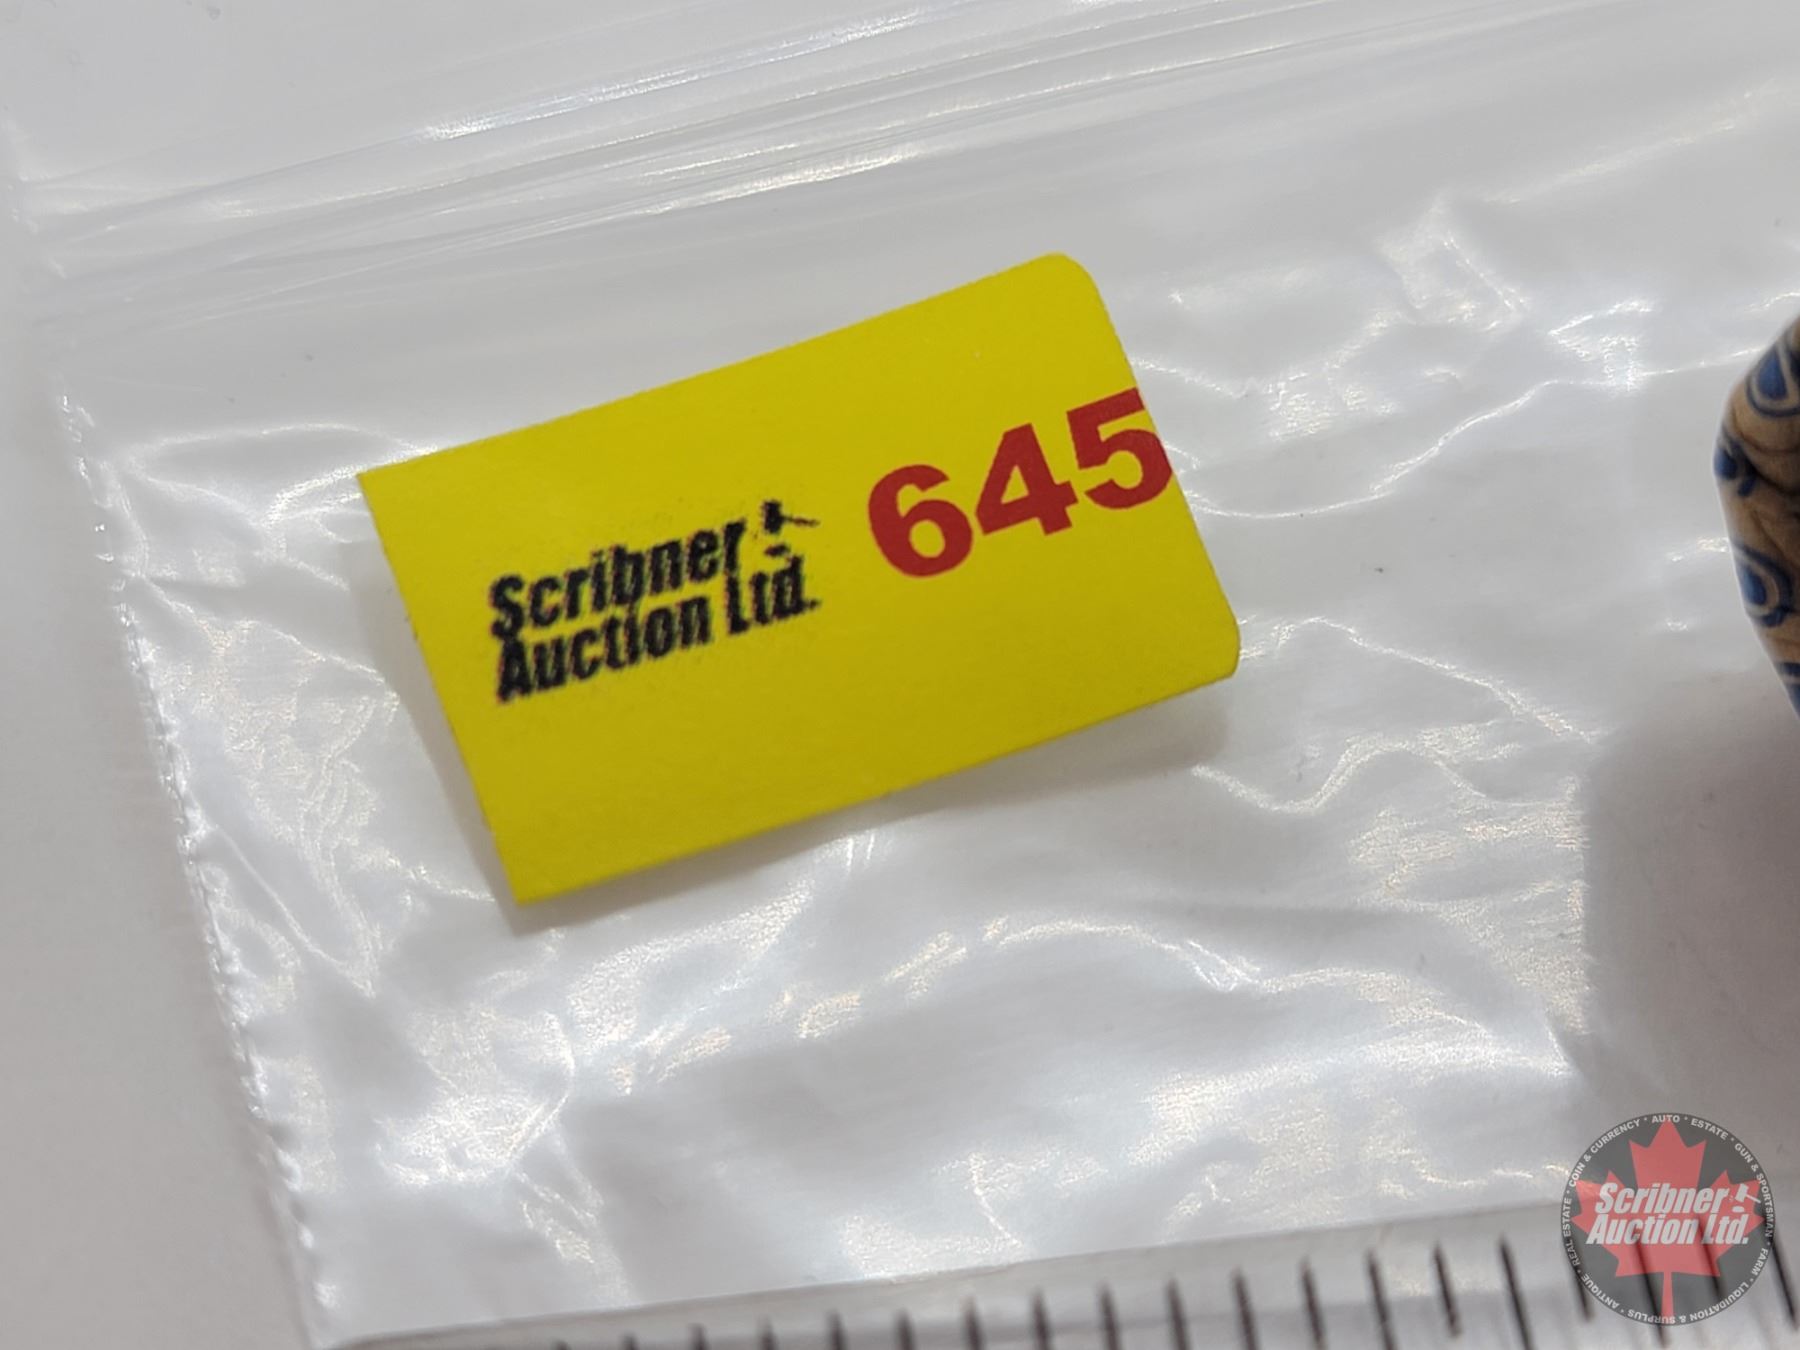 Scribner
Auction Ltd.
645
COIN & CURRENCY · AUTO · ESTATE · GUN & SPORTSMAN · FARM · LIQUIDATION & SURPLUS · ANTIQUE · REAL ESTATE ·
Scribner
Auction Ltd.